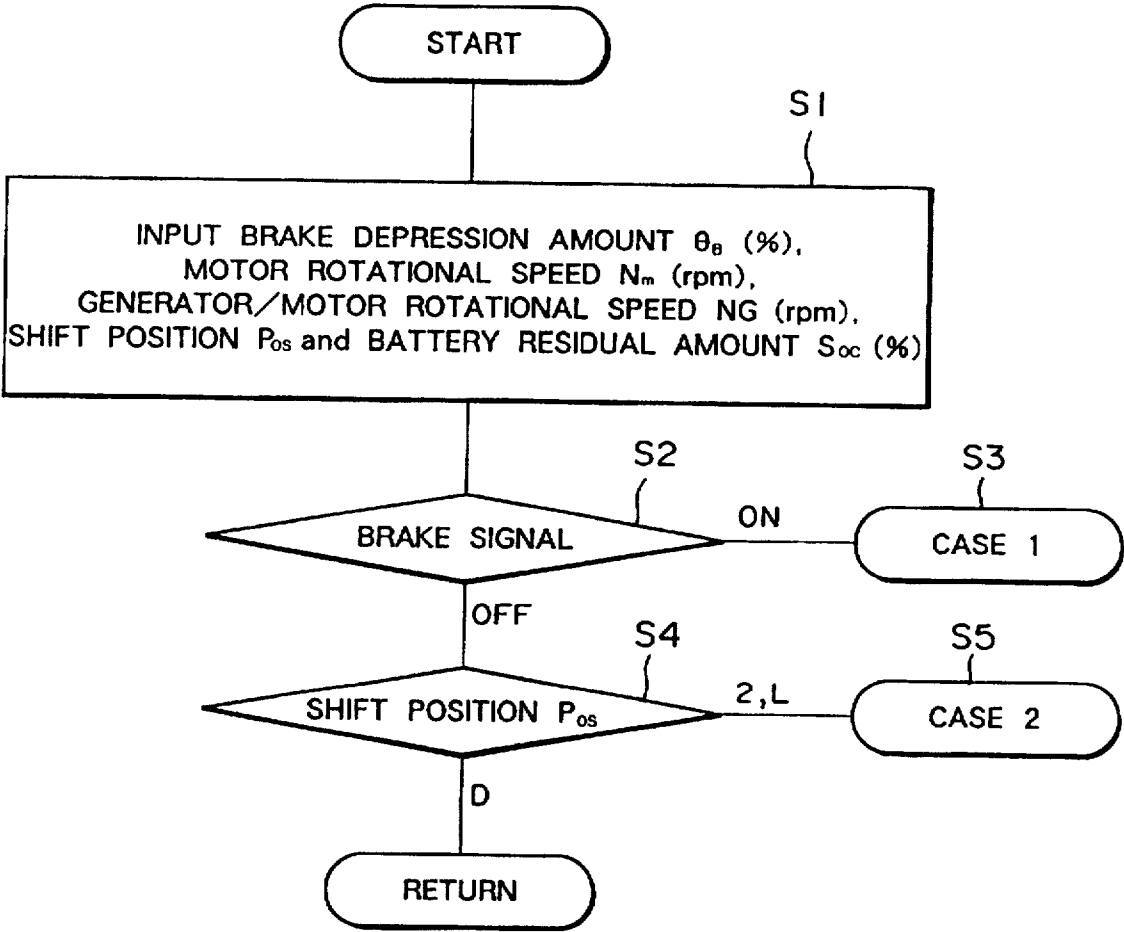 START
S1
INPUT BRAKE DEPRESSION AMOUNT θB (%),
MOTOR ROTATIONAL SPEED Nm (rpm),
GENERATOR/MOTOR ROTATIONAL SPEED NG (rpm),
SHIFT POSITION Pos and BATTERY RESIDUAL AMOUNT Soc (%)
S2
S3
BRAKE SIGNAL
ON
CASE 1
OFF
S4
S5
SHIFT POSITION Pos
2,L
CASE 2
D
RETURN